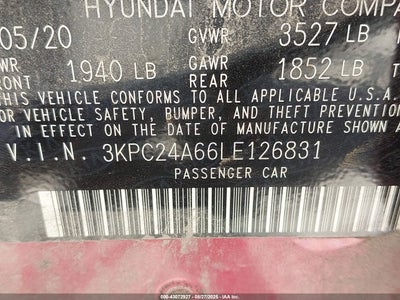 HYUNDAI MOTOR COMPA
05/20 GVWR 3527 LB
WR FRONT 1940 LB GAWR REAR 1852 LB
THIS VEHICLE CONFORMS TO ALL APPLICABLE U.S.A.
VEHICLE SAFETY, BUMPER, AND THEFT PREVENTION
IN EFFECT ON THE DATE OF MANUFACTURE SHOWN
V.I.N. 3KPC24A66LE126831
PASSENGER CAR